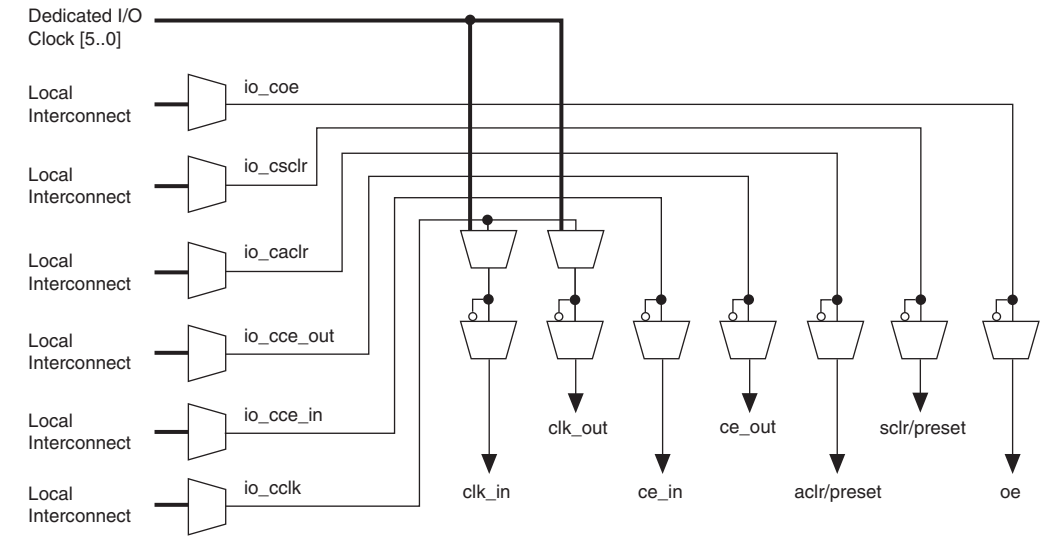 Dedicated I/O
Clock [5..0]
Local
Interconnect
io_coe
Local
Interconnect
io_csclr
Local
Interconnect
io_caclr
Local
Interconnect
io_cce_out
Local
Interconnect
io_cce_in
Local
Interconnect
io_cclk
clk_out
ce_out
sclr/preset
clk_in
ce_in
aclr/preset
oe